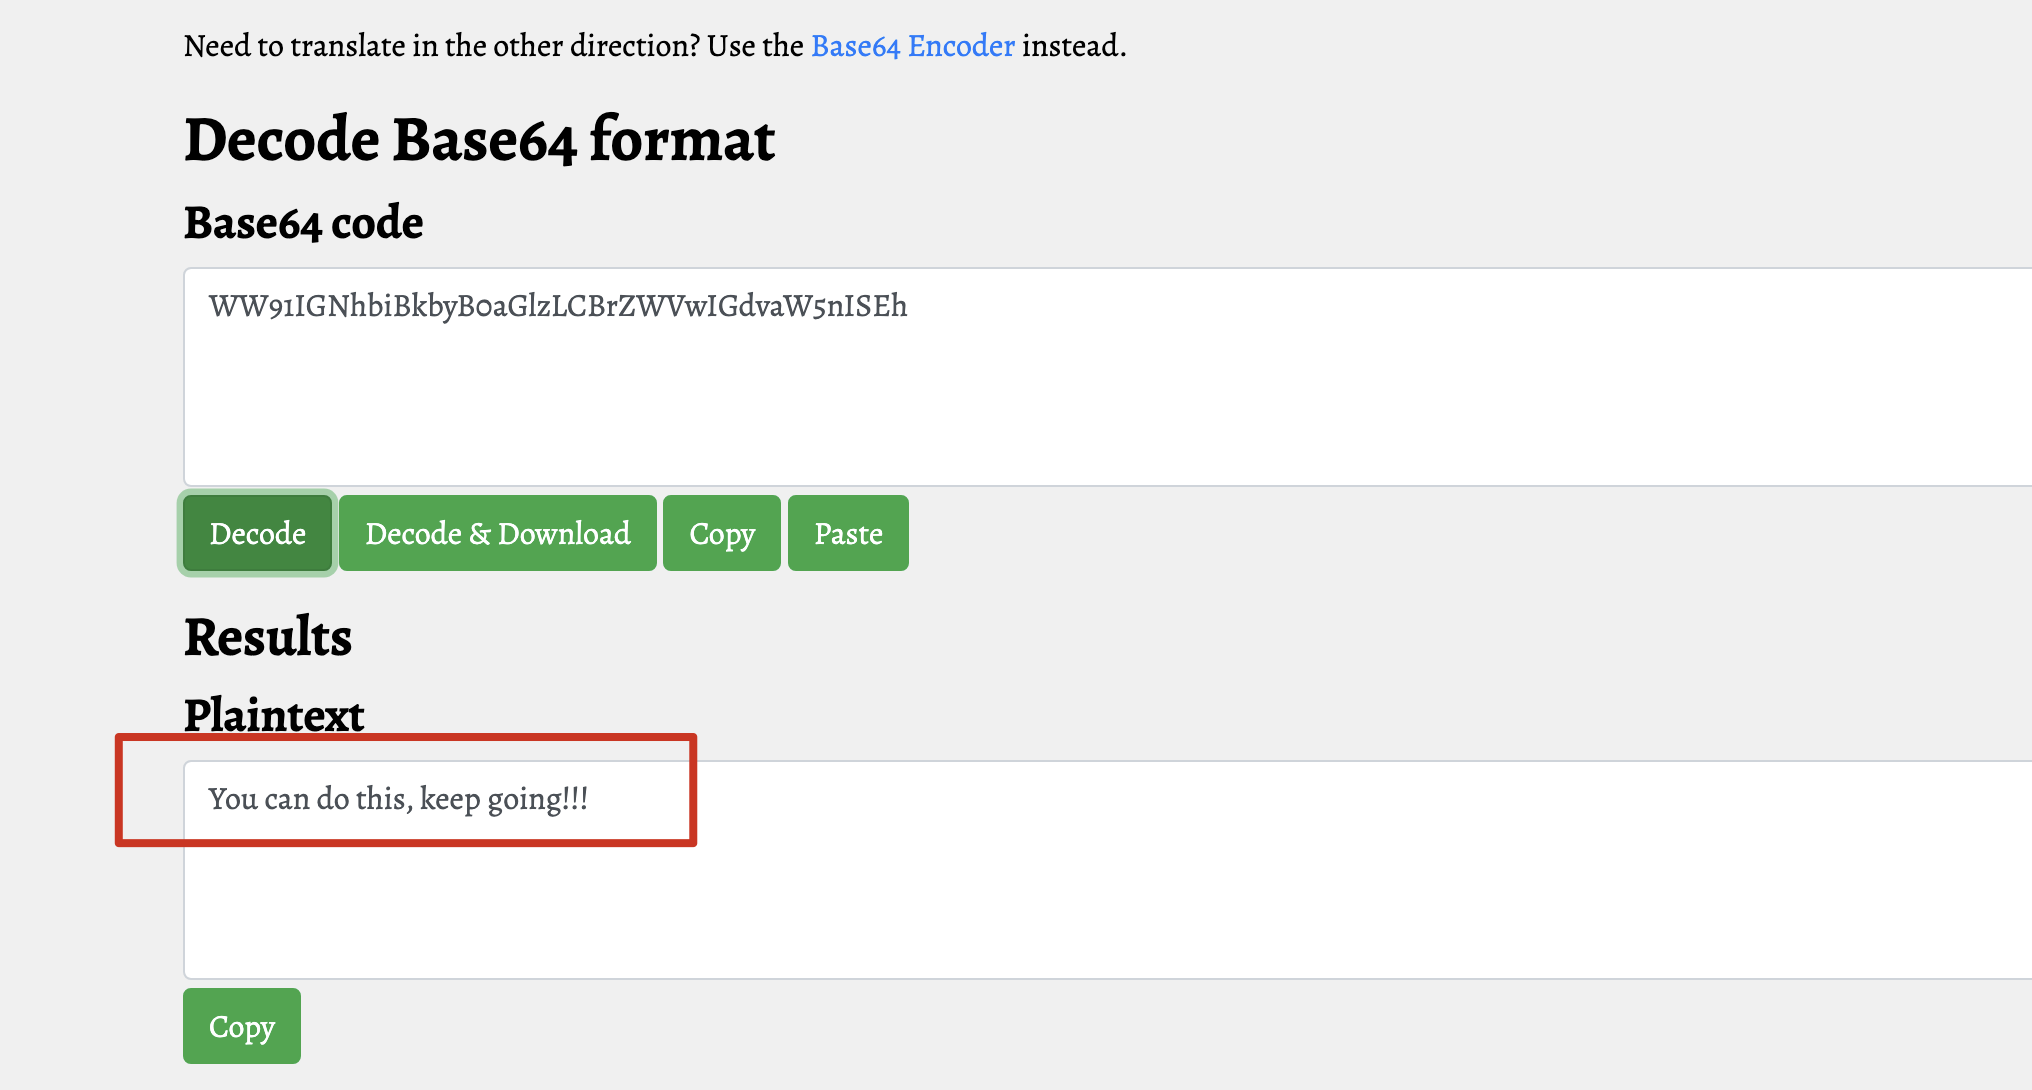 Need to translate in the other direction? Use the Base64 Encoder instead.
Decode Base64 format
Base64 code
WW91IGNhbiBkbyB0aGlzLCBrZWVwIGdvaW5nISEh
Decode
Decode & Download
Copy
Paste
Results
Plaintext
You can do this, keep going!!!
Copy